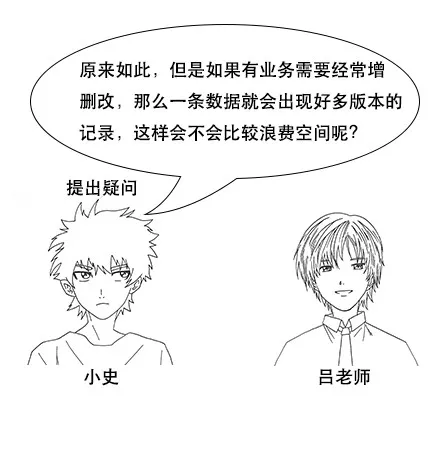 原来如此，但是如果有业务需要经常增
删改，那么一条数据就会出现好多版本的
记录，这样会不会比较浪费空间呢？
提出疑问
小史
吕老师